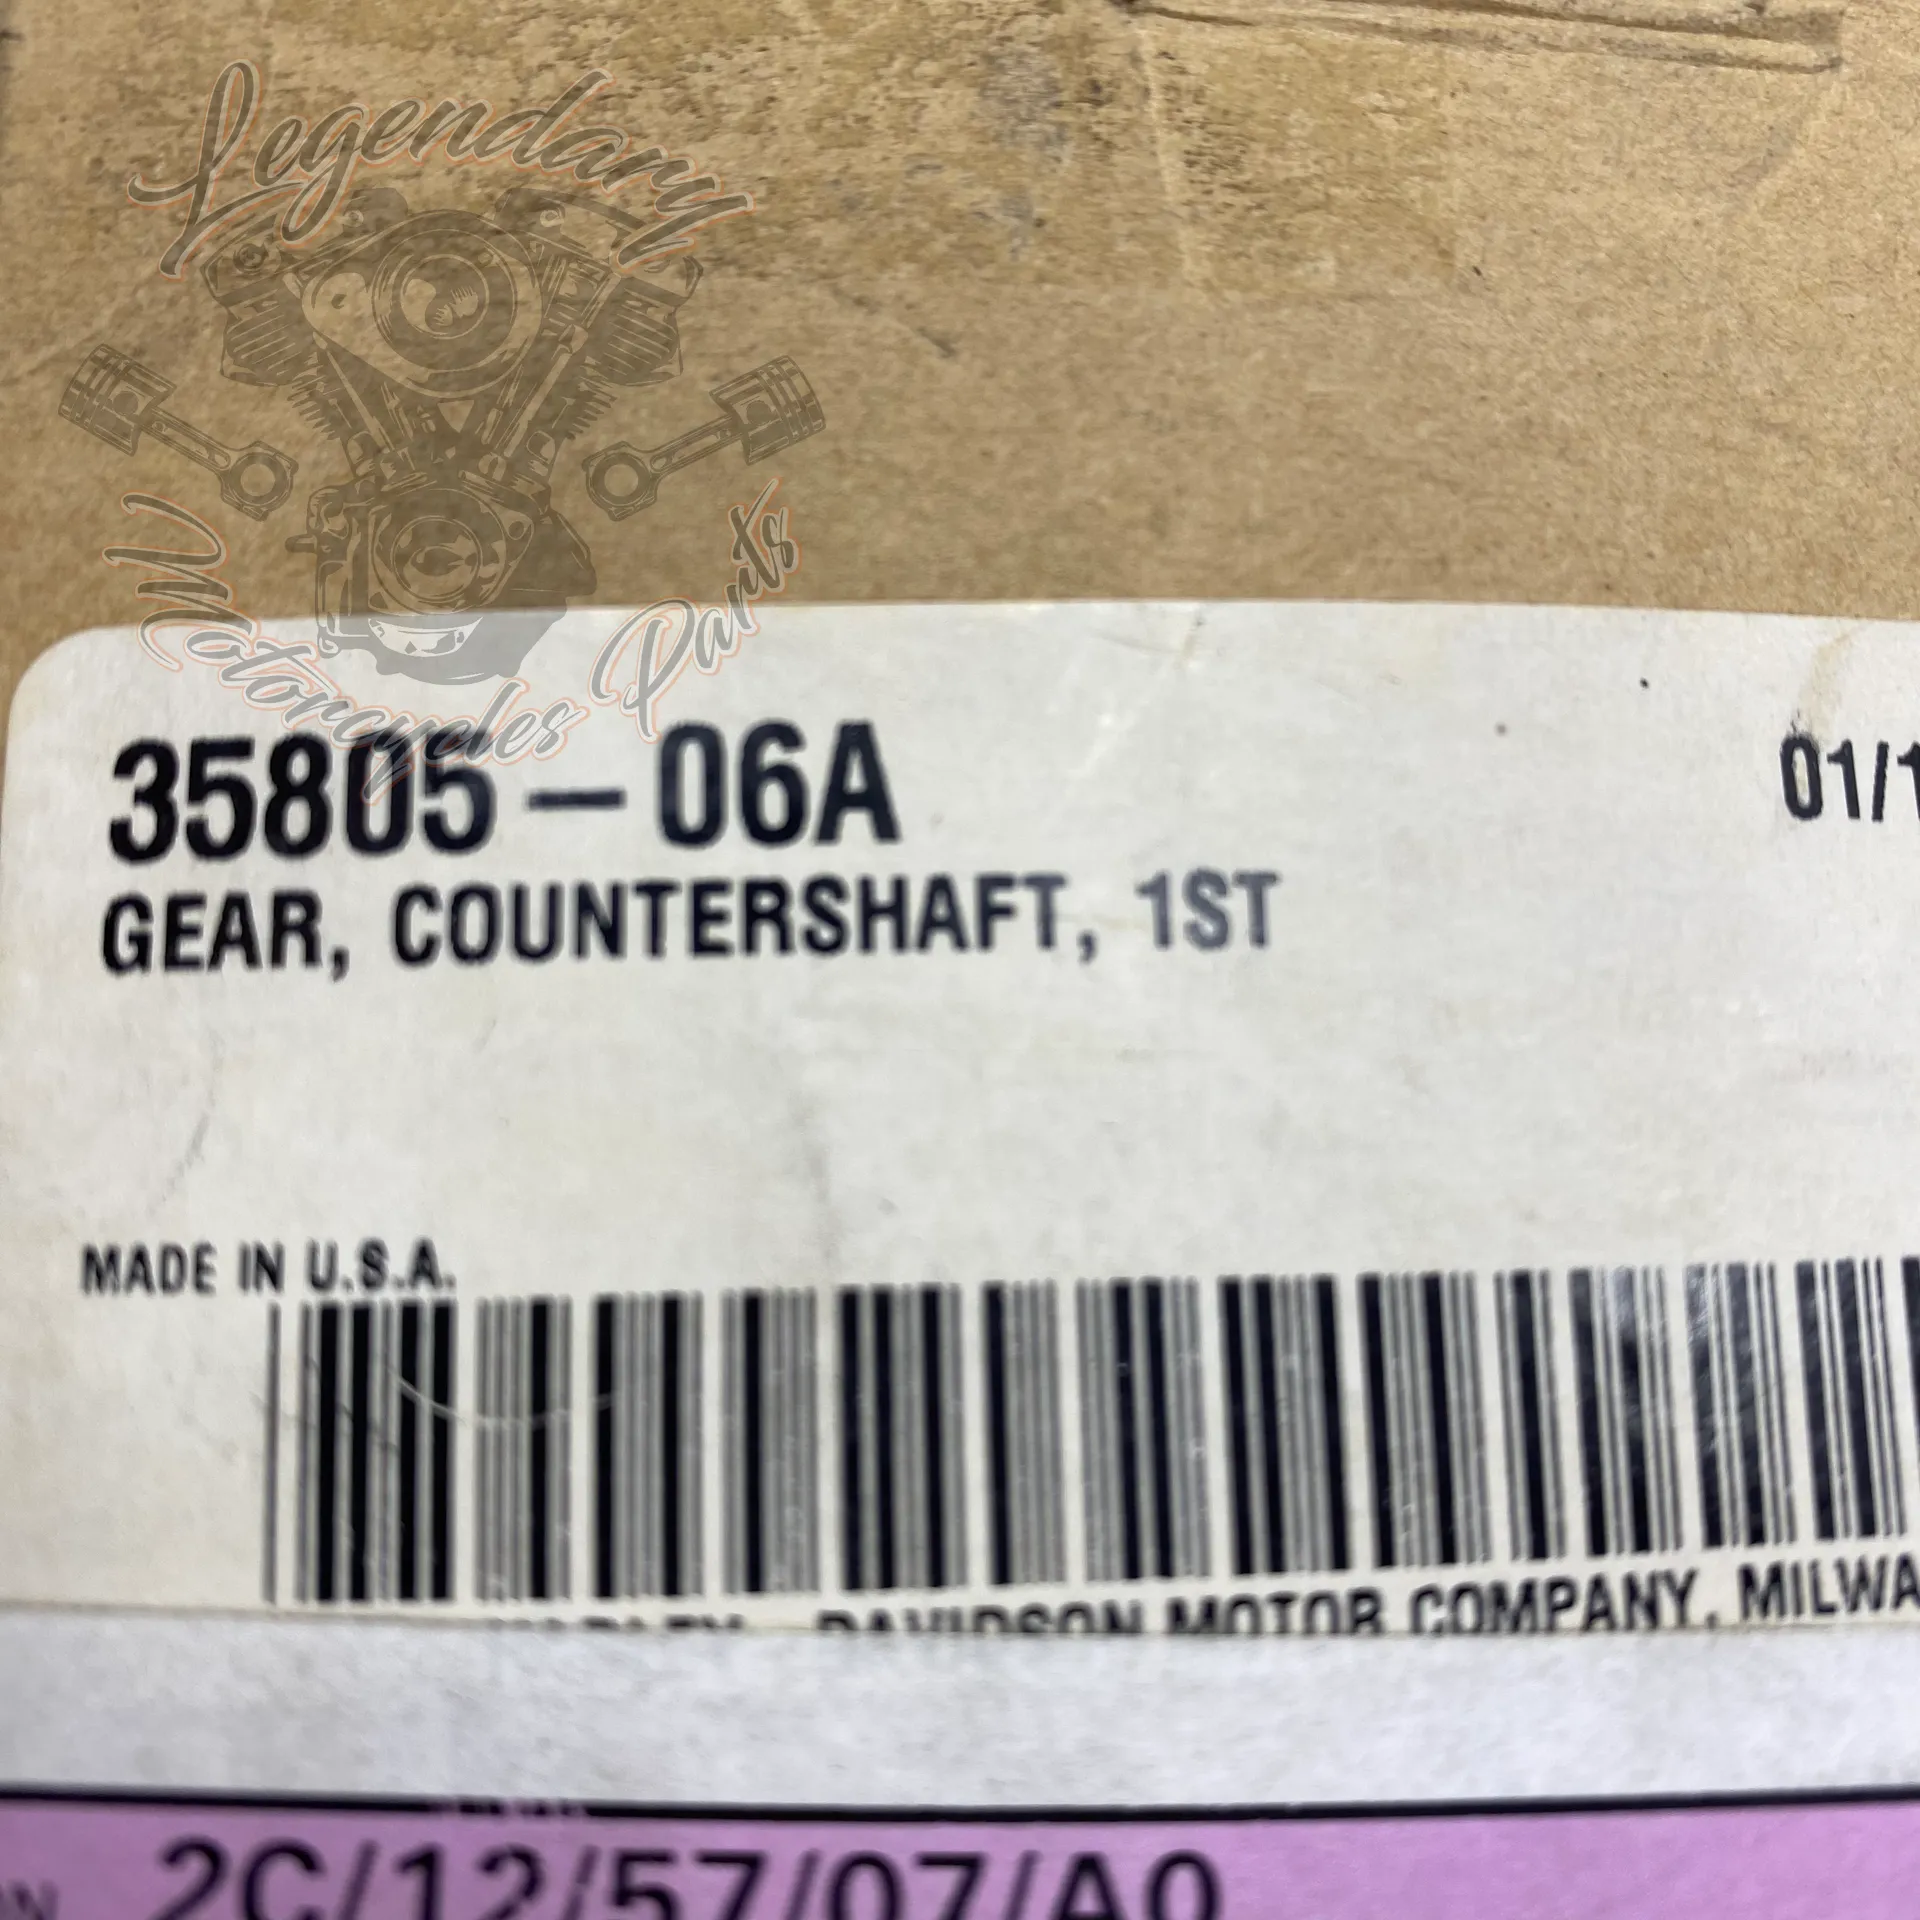 Legendary
Motorcycles Parts
35805-06A
01/1
GEAR, COUNTERSHAFT, 1ST
MADE IN U.S.A.
HARLEY-DAVIDSON MOTOR COMPANY, MILWA
2C/12/57/07/A0